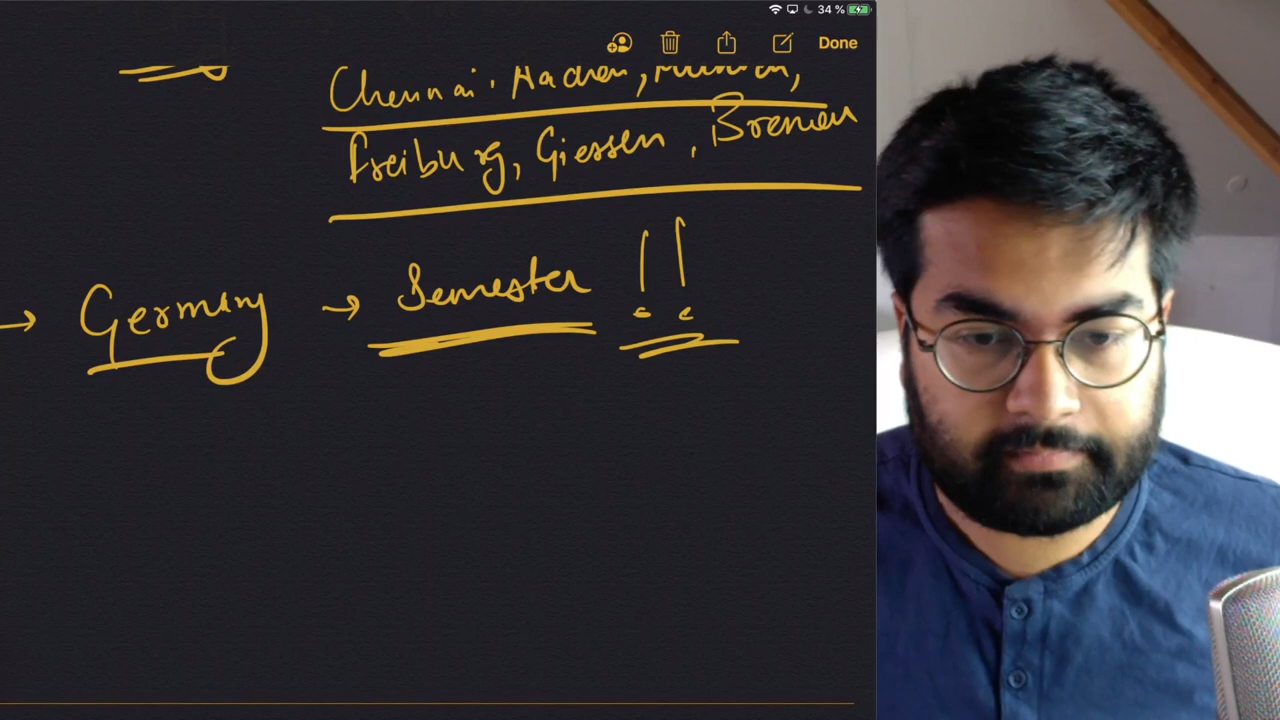 34 %
Done
Chennai. Aachen,
Freiburg, Giessen, Bremen
→ Germany → Semester !!